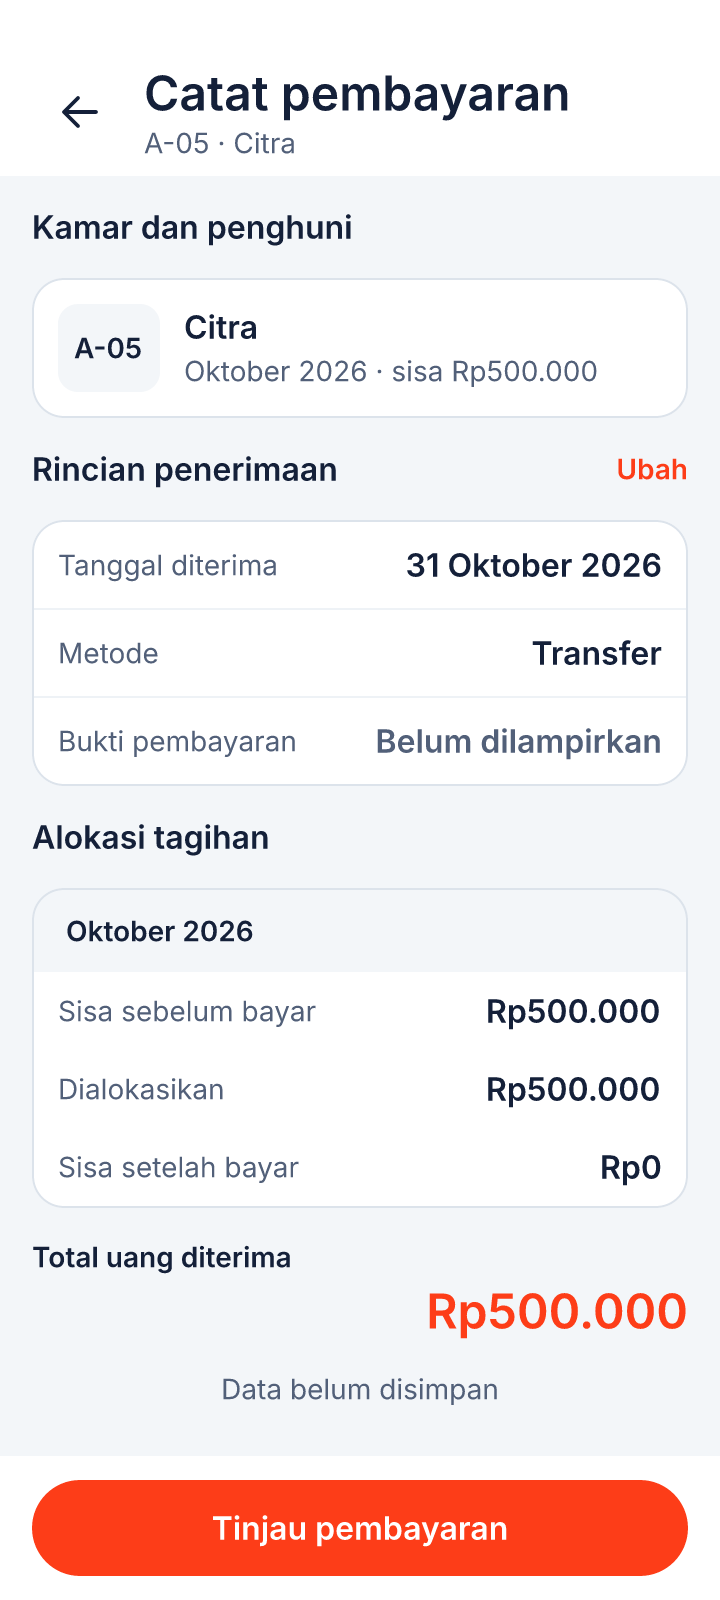 Catat pembayaran
A-05 · Citra
Kamar dan penghuni
A-05
Citra
Oktober 2026 · sisa Rp500.000
Rincian penerimaan
Ubah
Tanggal diterima
31 Oktober 2026
Metode
Transfer
Bukti pembayaran
Belum dilampirkan
Alokasi tagihan
Oktober 2026
Sisa sebelum bayar
Rp500.000
Dialokasikan
Rp500.000
Sisa setelah bayar
Rp0
Total uang diterima
Rp500.000
Data belum disimpan
Tinjau pembayaran